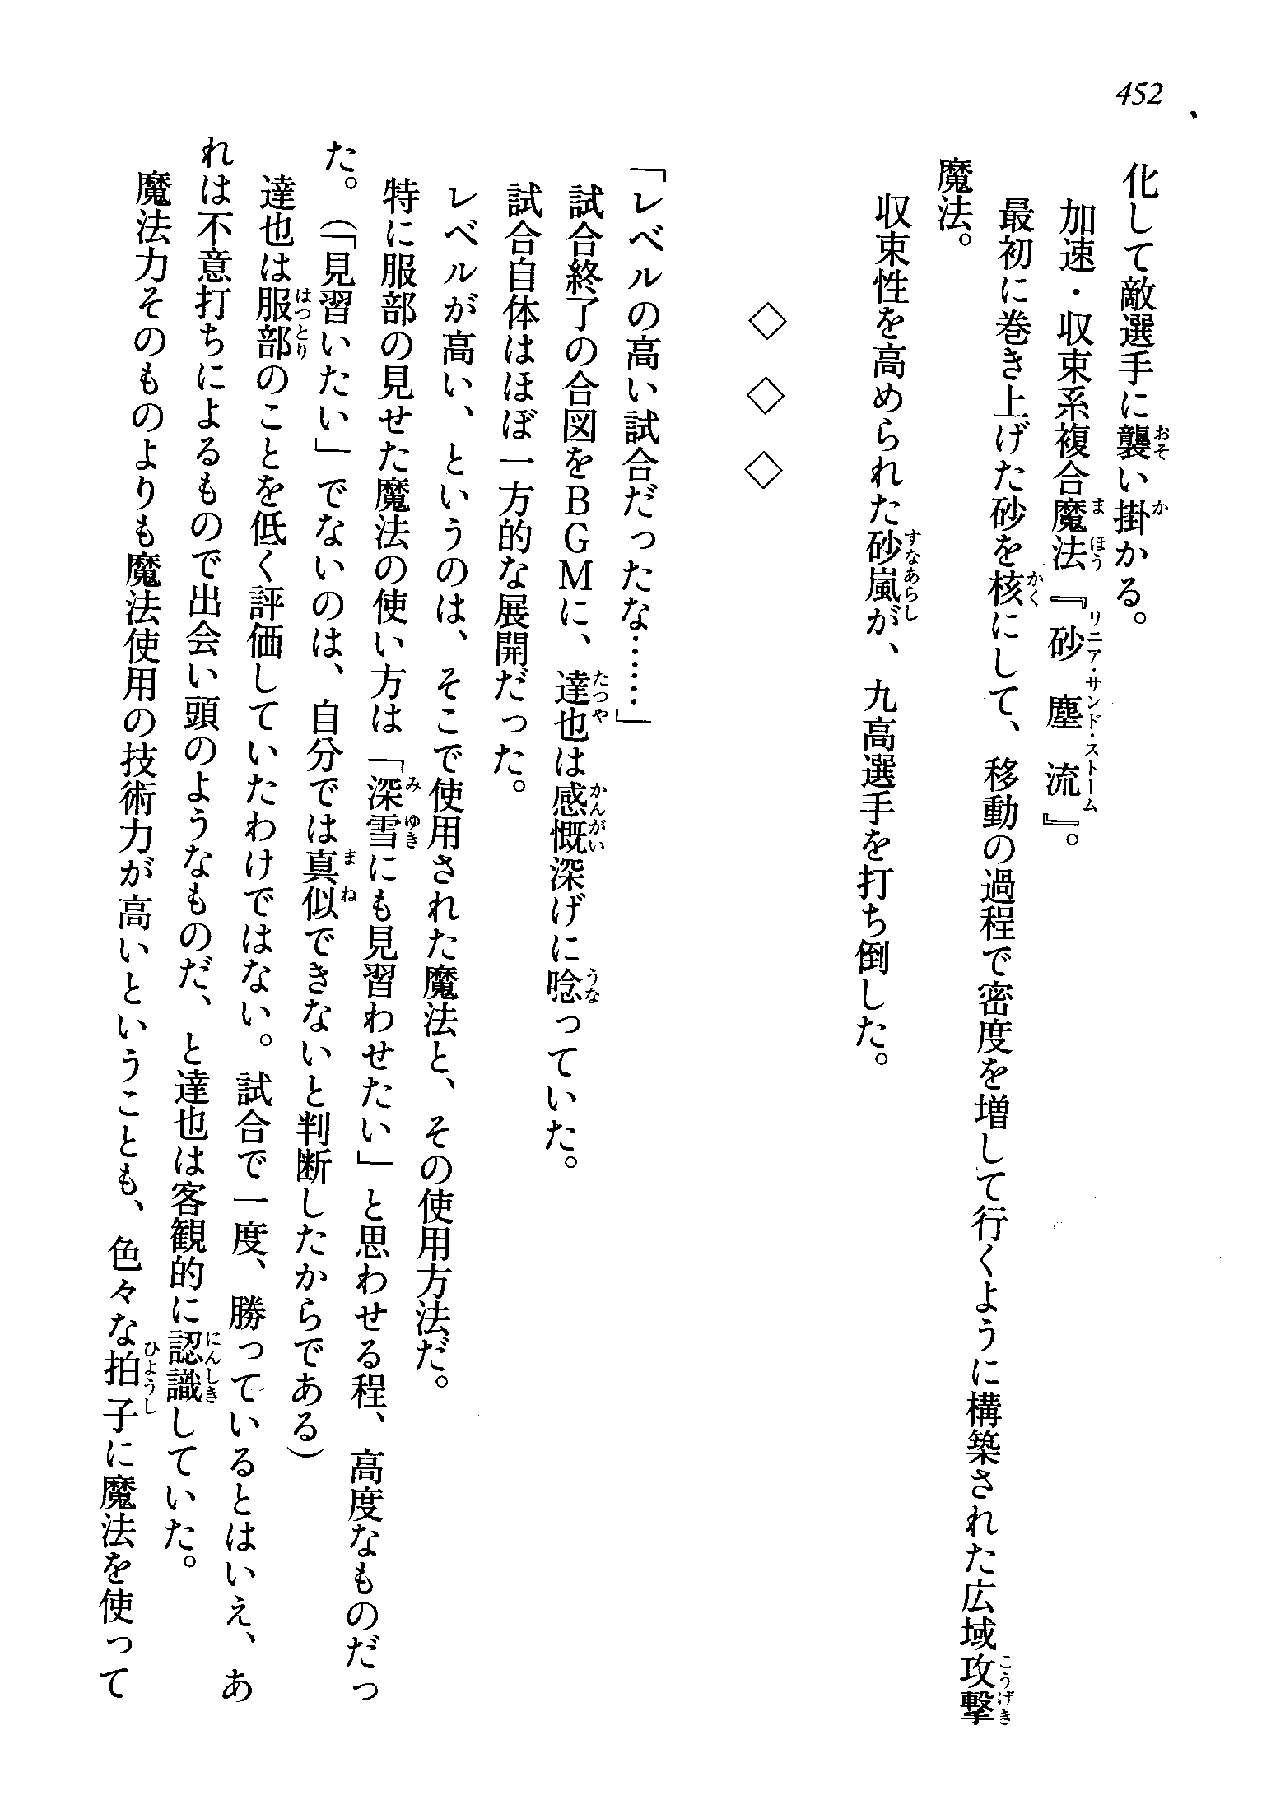 452
化して敵選手に襲い掛かる。
加速・収束系複合魔法『砂塵流』。
最初に巻き上げた砂を核にして、移動の過程で密度を増して行くように構築された広域攻撃
魔法。
収束性を高められた砂嵐が、九高選手を打ち倒した。
◇ ◇ ◇
「レベルの高い試合だったな……」
試合終了の合図をＢＧＭに、達也は感慨深げに唸っていた。
試合自体はほぼ一方的な展開だった。
レベルが高い、というのは、そこで使用された魔法と、その使用方法だ。
特に服部の見せた魔法の使い方は「深雪にも見習わせたい」と思わせる程、高度なものだっ
た。（「見習いたい」でないのは、自分では真似できないと判断したからである）
達也は服部のことを低く評価していたわけではない。試合で一度、勝っているとはいえ、あ
れは不意打ちによるもので出会い頭のようなものだ、と達也は客観的に認識していた。
魔法力そのものよりも魔法使用の技術力が高いということも、色々な拍子に魔法を使って